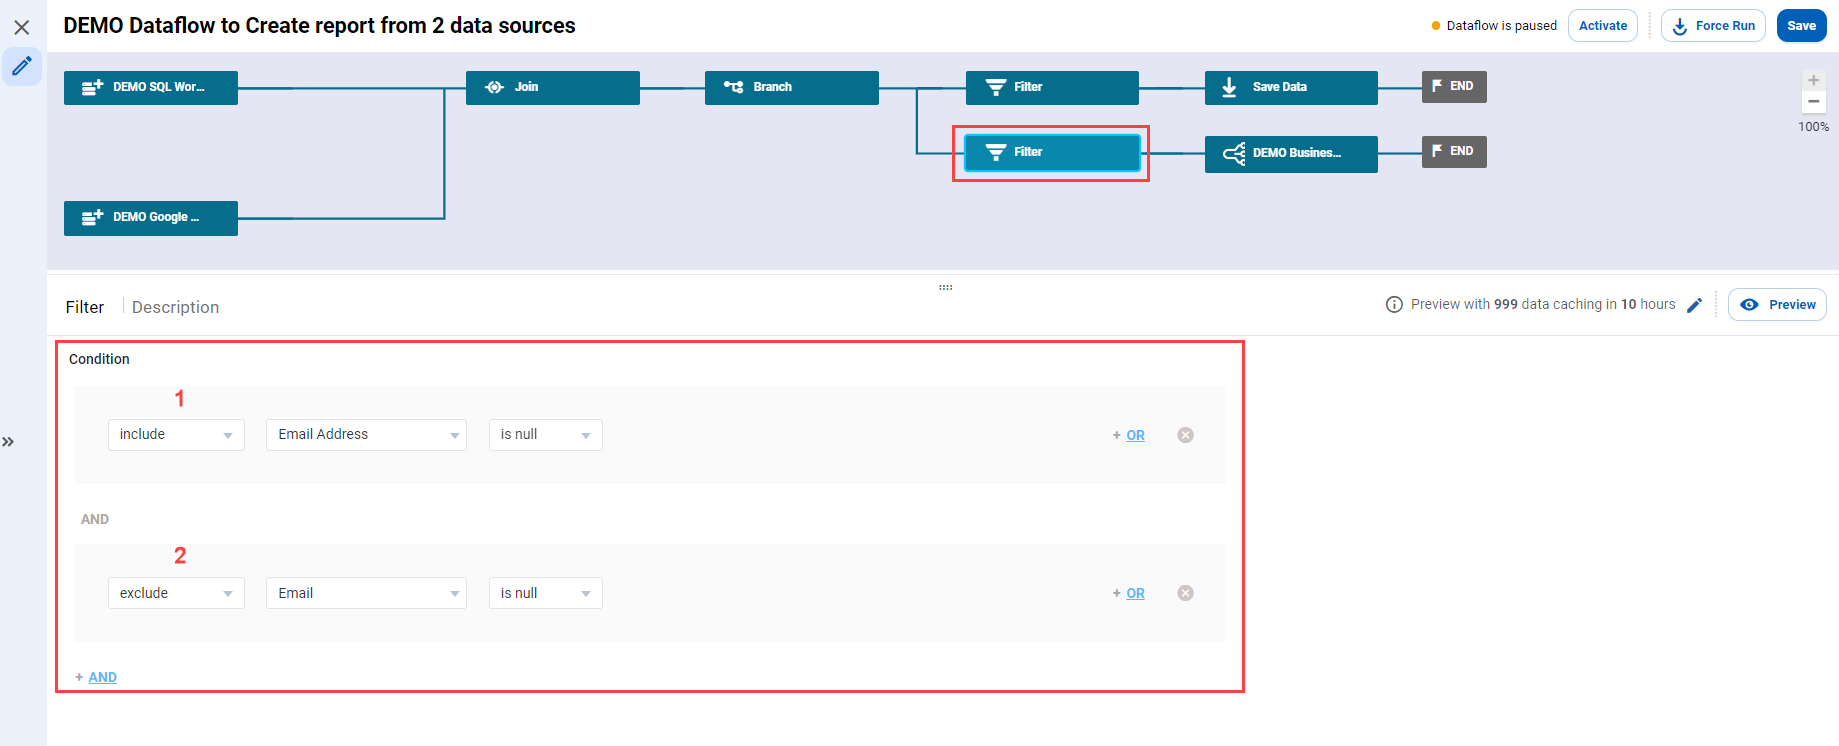 DEMO Dataflow to Create report from 2 data sources
Dataflow is paused
Activate
Force Run
Save
DEMO SQL Wor...
Join
Branch
Filter
Save Data
END
100%
Filter
DEMO Busines...
END
DEMO Google ...
Filter
Description
Preview with 999 data caching in 10 hours
Preview
Condition
1
include
Email Address
is null
+ OR
AND
2
exclude
Email
is null
+ OR
+ AND